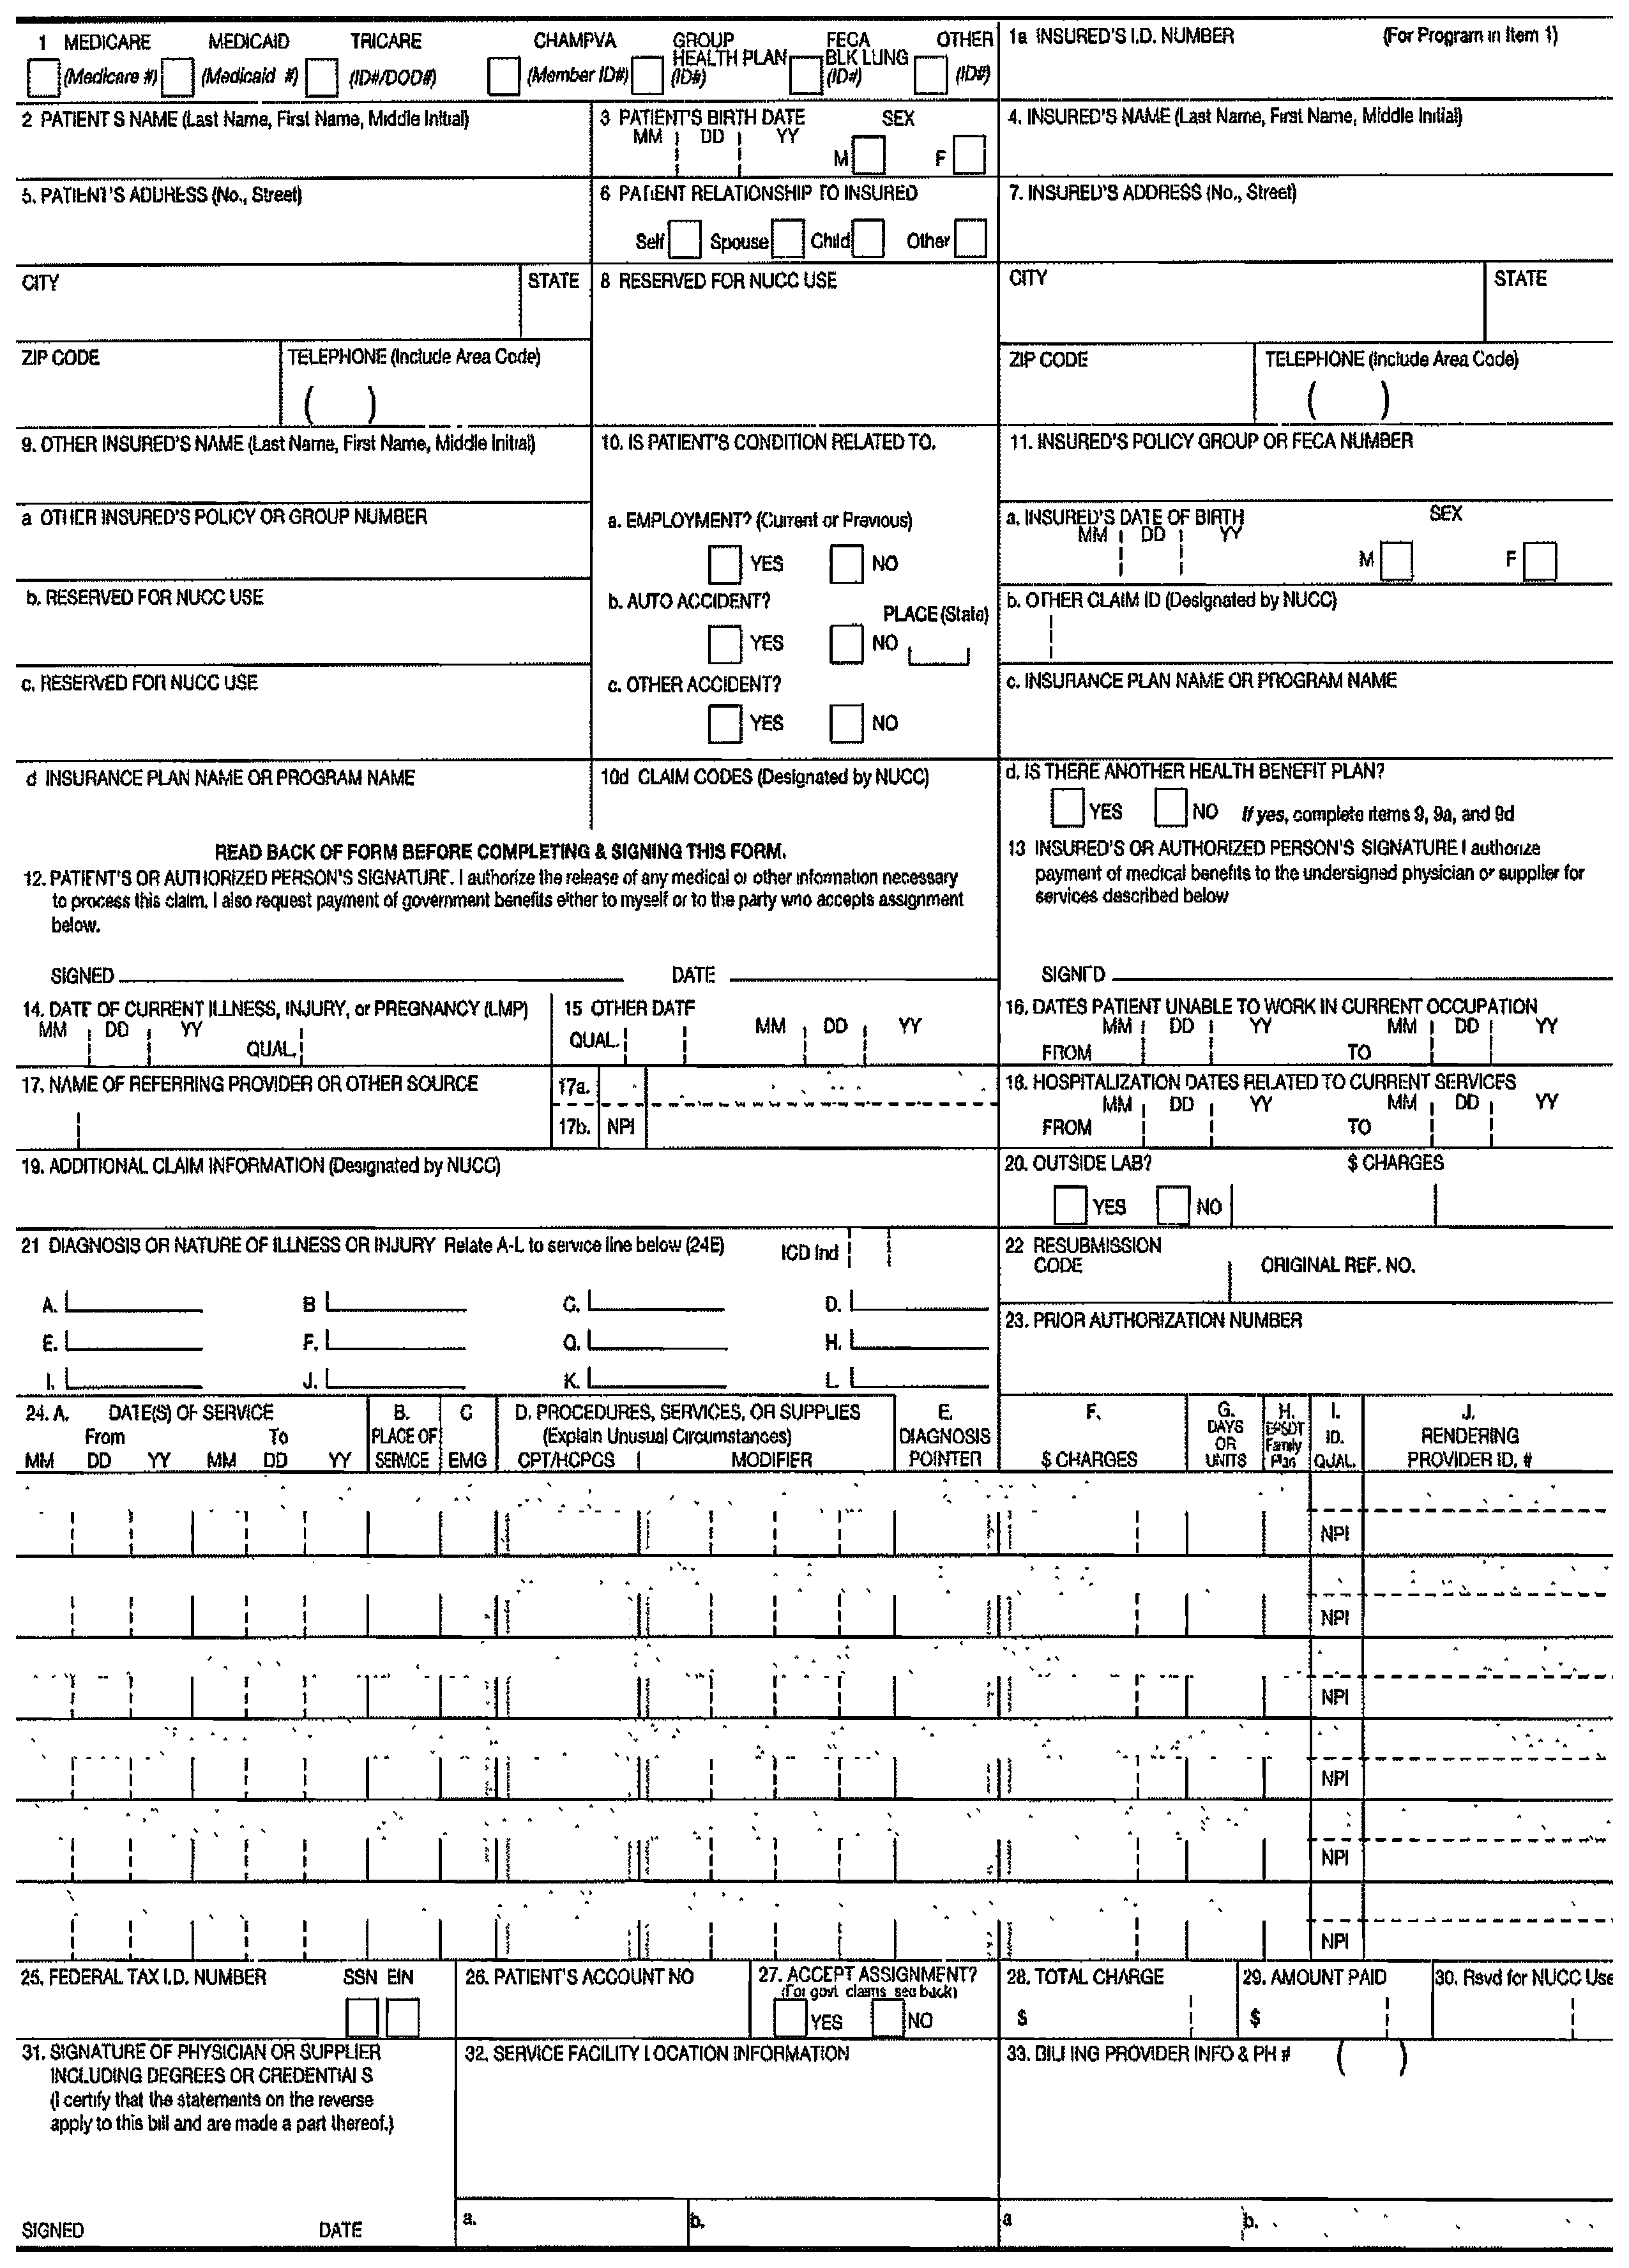 1 MEDICARE MEDICAID TRICARE CHAMPVA GROUP HEALTH PLAN FECA BLK LUNG OTHER
(Medicare #) (Medicaid #) (ID#/DOD#) (Member ID#) (ID#) (ID#) (ID#)
1a INSURED'S I.D. NUMBER (For Program in Item 1)
2 PATIENT S NAME (Last Name, First Name, Middle Initial)
3 PATIENT'S BIRTH DATE SEX
MM DD YY M F
4. INSURED'S NAME (Last Name, First Name, Middle Initial)
5. PATIENT'S ADDRESS (No., Street)
6 PATIENT RELATIONSHIP TO INSURED
Self Spouse Child Other
7. INSURED'S ADDRESS (No., Street)
CITY STATE
8 RESERVED FOR NUCC USE
CITY STATE
ZIP CODE TELEPHONE (Include Area Code)
( )
ZIP CODE TELEPHONE (Include Area Code)
( )
9. OTHER INSURED'S NAME (Last Name, First Name, Middle Initial)
10. IS PATIENT'S CONDITION RELATED TO.
11. INSURED'S POLICY GROUP OR FECA NUMBER
a OTHER INSURED'S POLICY OR GROUP NUMBER
a. EMPLOYMENT? (Current or Previous)
YES NO
a. INSURED'S DATE OF BIRTH SEX
MM DD YY M F
b. RESERVED FOR NUCC USE
b. AUTO ACCIDENT? PLACE (State)
YES NO
b. OTHER CLAIM ID (Designated by NUCC)
c. RESERVED FOR NUCC USE
c. OTHER ACCIDENT?
YES NO
c. INSURANCE PLAN NAME OR PROGRAM NAME
d INSURANCE PLAN NAME OR PROGRAM NAME
10d CLAIM CODES (Designated by NUCC)
d. IS THERE ANOTHER HEALTH BENEFIT PLAN?
YES NO If yes, complete items 9, 9a, and 9d
READ BACK OF FORM BEFORE COMPLETING & SIGNING THIS FORM.
12. PATIENT'S OR AUTHORIZED PERSON'S SIGNATURE. I authorize the release of any medical or other information necessary
to process this claim. I also request payment of government benefits either to myself or to the party who accepts assignment
below.
SIGNED DATE
13 INSURED'S OR AUTHORIZED PERSON'S SIGNATURE I authorize
payment of medical benefits to the undersigned physician or supplier for
services described below
SIGNED
14. DATE OF CURRENT ILLNESS, INJURY, or PREGNANCY (LMP)
MM DD YY QUAL.
15 OTHER DATE
QUAL. MM DD YY
16. DATES PATIENT UNABLE TO WORK IN CURRENT OCCUPATION
MM DD YY MM DD YY
FROM TO
17. NAME OF REFERRING PROVIDER OR OTHER SOURCE
17a.
17b. NPI
18. HOSPITALIZATION DATES RELATED TO CURRENT SERVICES
MM DD YY MM DD YY
FROM TO
19. ADDITIONAL CLAIM INFORMATION (Designated by NUCC)
20. OUTSIDE LAB? $ CHARGES
YES NO
21 DIAGNOSIS OR NATURE OF ILLNESS OR INJURY Relate A-L to service line below (24E) ICD Ind
A. B C. D.
E. F. G. H.
I. J. K. L.
22 RESUBMISSION
CODE ORIGINAL REF. NO.
23. PRIOR AUTHORIZATION NUMBER
24. A. DATE(S) OF SERVICE
From To
MM DD YY MM DD YY
B.
PLACE OF
SERVICE
C
EMG
D. PROCEDURES, SERVICES, OR SUPPLIES
(Explain Unusual Circumstances)
CPT/HCPCS MODIFIER
E.
DIAGNOSIS
POINTER
F.
$ CHARGES
G.
DAYS
OR
UNITS
H.
EPSDT
Family
Plan
I.
ID.
QUAL.
J.
RENDERING
PROVIDER ID. #
NPI
NPI
NPI
NPI
NPI
NPI
25. FEDERAL TAX I.D. NUMBER SSN EIN
26. PATIENT'S ACCOUNT NO
27. ACCEPT ASSIGNMENT?
(For govt. claims see back)
YES NO
28. TOTAL CHARGE
$
29. AMOUNT PAID
$
30. Rsvd for NUCC Use
31. SIGNATURE OF PHYSICIAN OR SUPPLIER
INCLUDING DEGREES OR CREDENTIALS
(I certify that the statements on the reverse
apply to this bill and are made a part thereof.)
SIGNED DATE
32. SERVICE FACILITY LOCATION INFORMATION
a. b.
33. BILLING PROVIDER INFO & PH # ( )
a b.